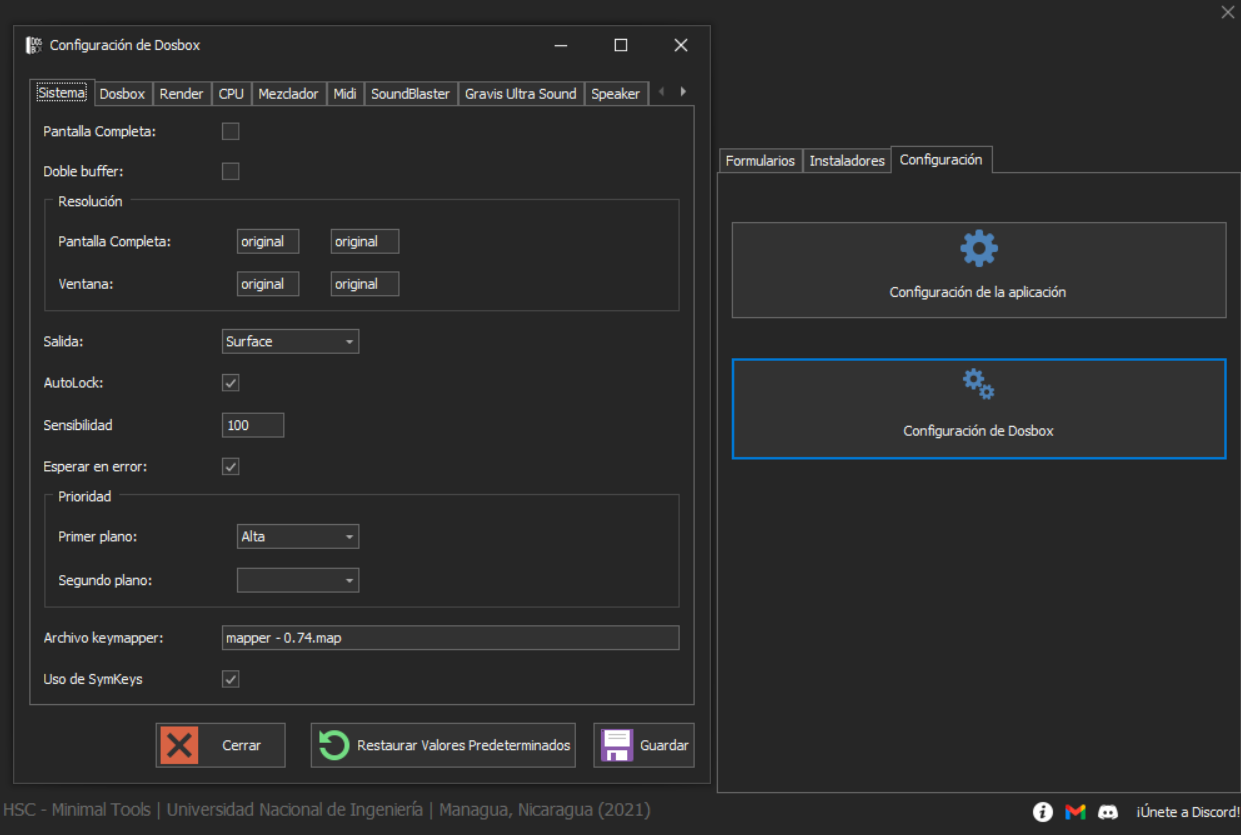 Configuración de Dosbox
Sistema Dosbox Render CPU Mezclador Midi SoundBlaster Gravis Ultra Sound Speaker
Pantalla Completa:
Doble buffer:
Resolución
Pantalla Completa: original original
Ventana: original original
Salida: Surface
AutoLock:
Sensibilidad 100
Esperar en error:
Prioridad
Primer plano: Alta
Segundo plano:
Archivo keymapper: mapper - 0.74.map
Uso de SymKeys
Cerrar Restaurar Valores Predeterminados Guardar
Formularios Instaladores Configuración
Configuración de la aplicación
Configuración de Dosbox
HSC - Minimal Tools | Universidad Nacional de Ingeniería | Managua, Nicaragua (2021)
¡Únete a Discord!